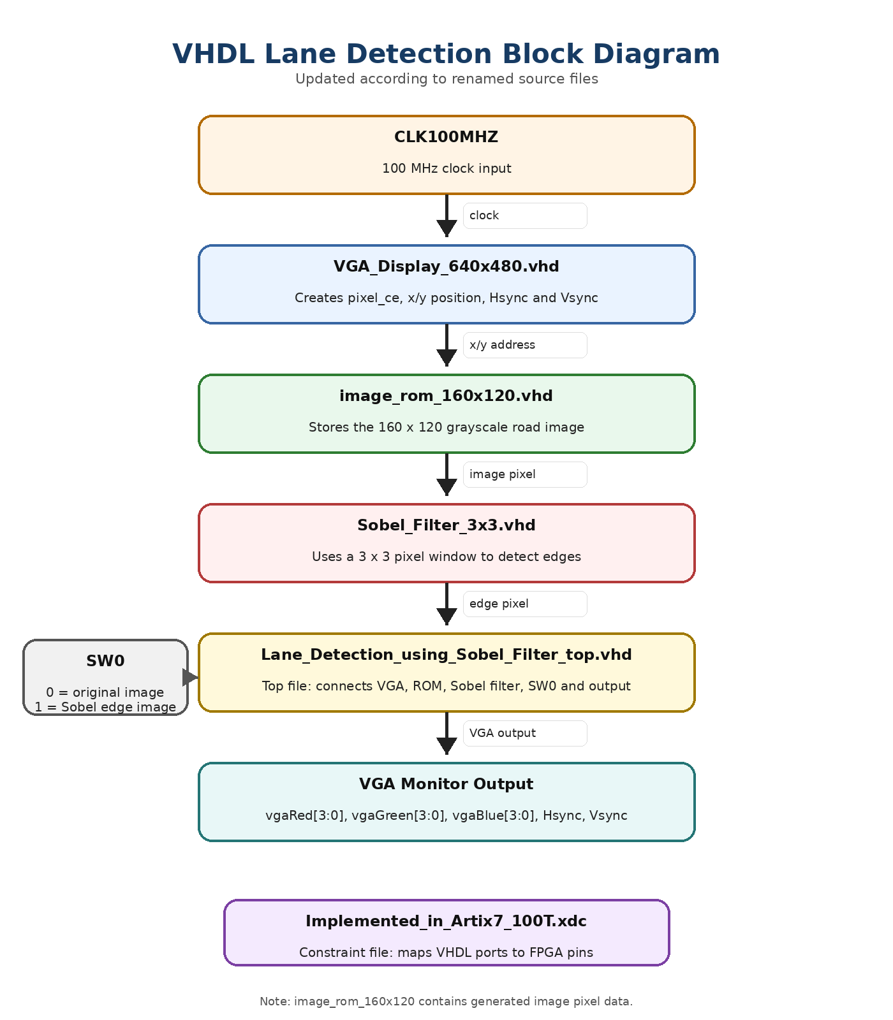 VHDL Lane Detection Block Diagram
Updated according to renamed source files
CLK100MHZ
100 MHz clock input
clock
VGA_Display_640x480.vhd
Creates pixel_ce, x/y position, Hsync and Vsync
x/y address
image_rom_160x120.vhd
Stores the 160 x 120 grayscale road image
image pixel
Sobel_Filter_3x3.vhd
Uses a 3 x 3 pixel window to detect edges
edge pixel
SW0
0 = original image
1 = Sobel edge image
Lane_Detection_using_Sobel_Filter_top.vhd
Top file: connects VGA, ROM, Sobel filter, SW0 and output
VGA output
VGA Monitor Output
vgaRed[3:0], vgaGreen[3:0], vgaBlue[3:0], Hsync, Vsync
Implemented_in_Artix7_100T.xdc
Constraint file: maps VHDL ports to FPGA pins
Note: image_rom_160x120 contains generated image pixel data.